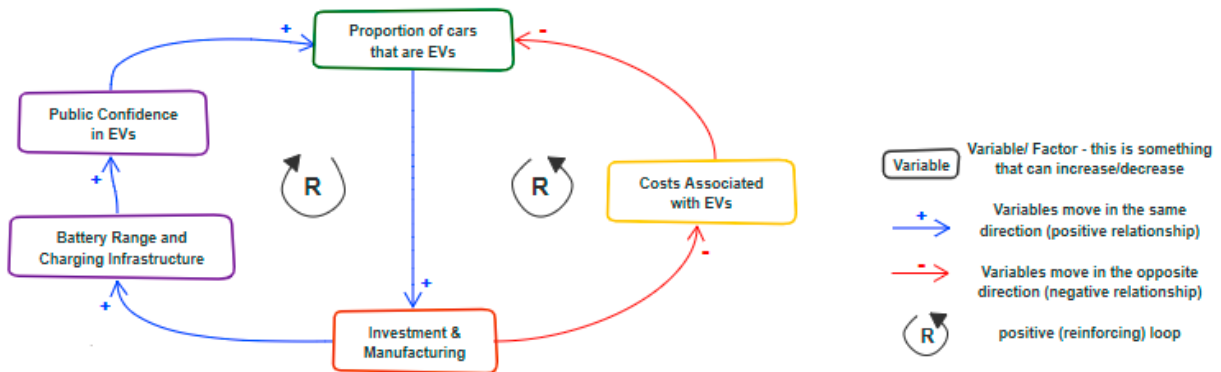 +
Proportion of cars
that are EVs
-
Public Confidence
in EVs
+
R
R
Costs Associated
with EVs
Battery Range and
Charging Infrastructure
-
+
+
Investment &
Manufacturing
Variable
Variable/ Factor - this is something
that can increase/decrease
+
Variables move in the same
direction (positive relationship)
-
Variables move in the opposite
direction (negative relationship)
R
positive (reinforcing) loop